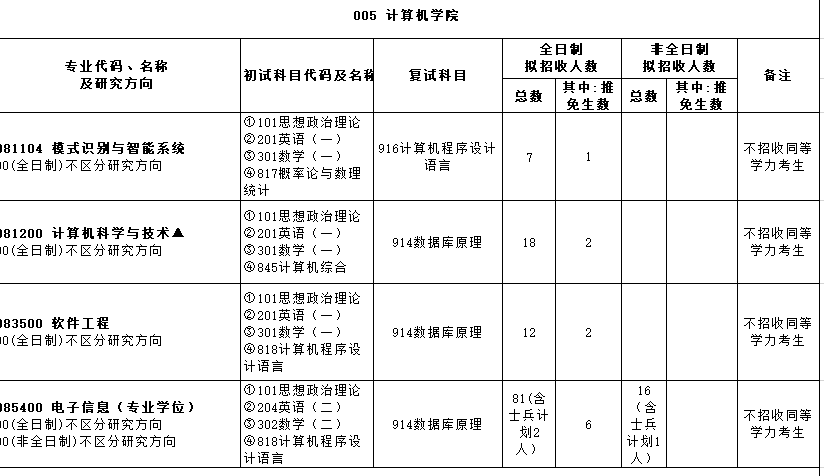 005 计算机学院
专业代码、名称
及研究方向
初试科目代码及名称
复试科目
全日制
拟招收人数
非全日制
拟招收人数
备注
总数
其中:推
免生数
总数
其中:推
免生数
081104 模式识别与智能系统
00(全日制)不区分研究方向
①101思想政治理论
②201英语（一）
③301数学（一）
④817概率论与数理
统计
916计算机程序设计
语言
7
1
不招收同等
学力考生
081200 计算机科学与技术▲
00(全日制)不区分研究方向
①101思想政治理论
②201英语（一）
③301数学（一）
④845计算机综合
914数据库原理
18
2
不招收同等
学力考生
083500 软件工程
00(全日制)不区分研究方向
①101思想政治理论
②201英语（一）
③301数学（一）
④818计算机程序设
计语言
914数据库原理
12
2
不招收同等
学力考生
085400 电子信息（专业学位）
00(全日制)不区分研究方向
00(非全日制)不区分研究方向
①101思想政治理论
②204英语（二）
③302数学（二）
④818计算机程序设
计语言
914数据库原理
81(含
士兵计
划2
人）
6
16
（含
士兵
计划1
人）
不招收同等
学力考生